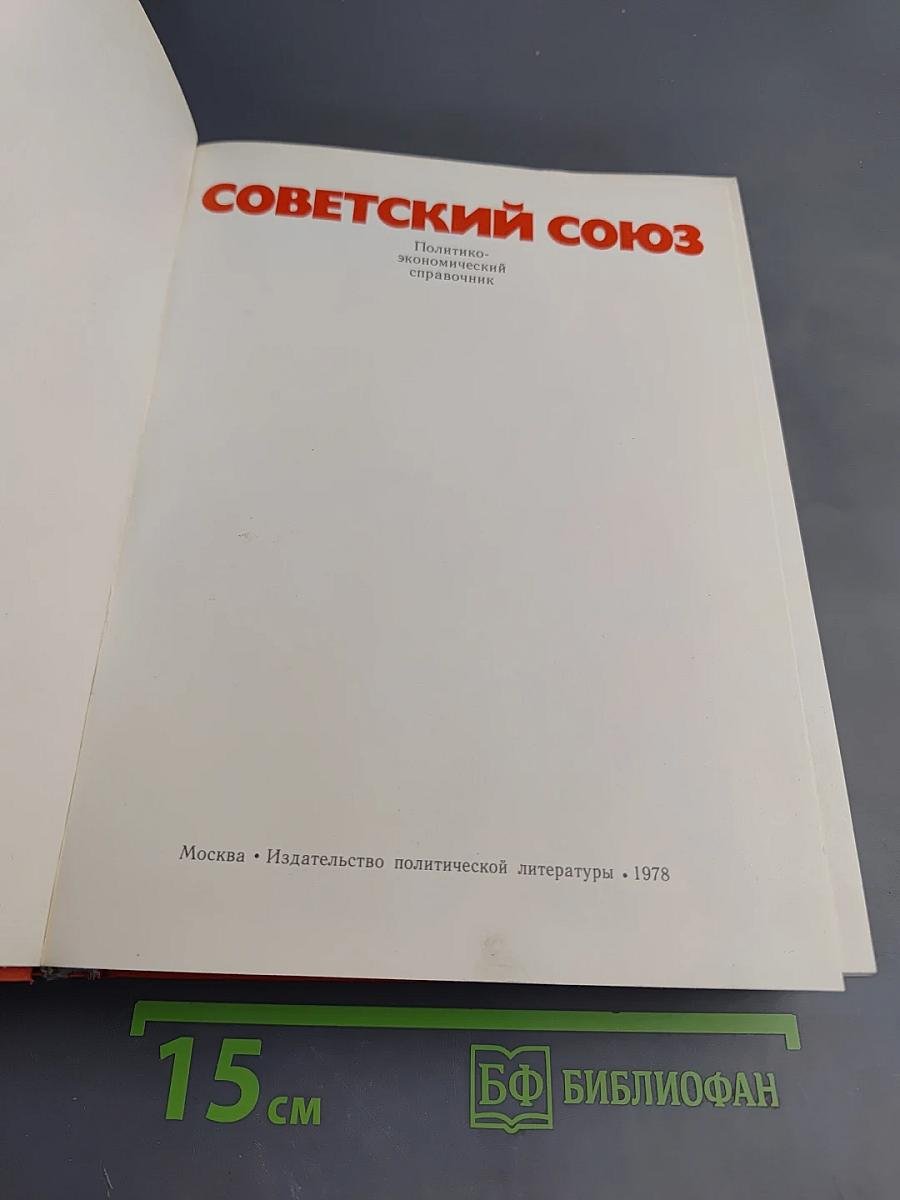 СОВЕТСКИЙ СОЮЗ
Политико-
экономический
справочник
Москва • Издательство политической литературы • 1978
15 см
БФ БИБЛИОФАН